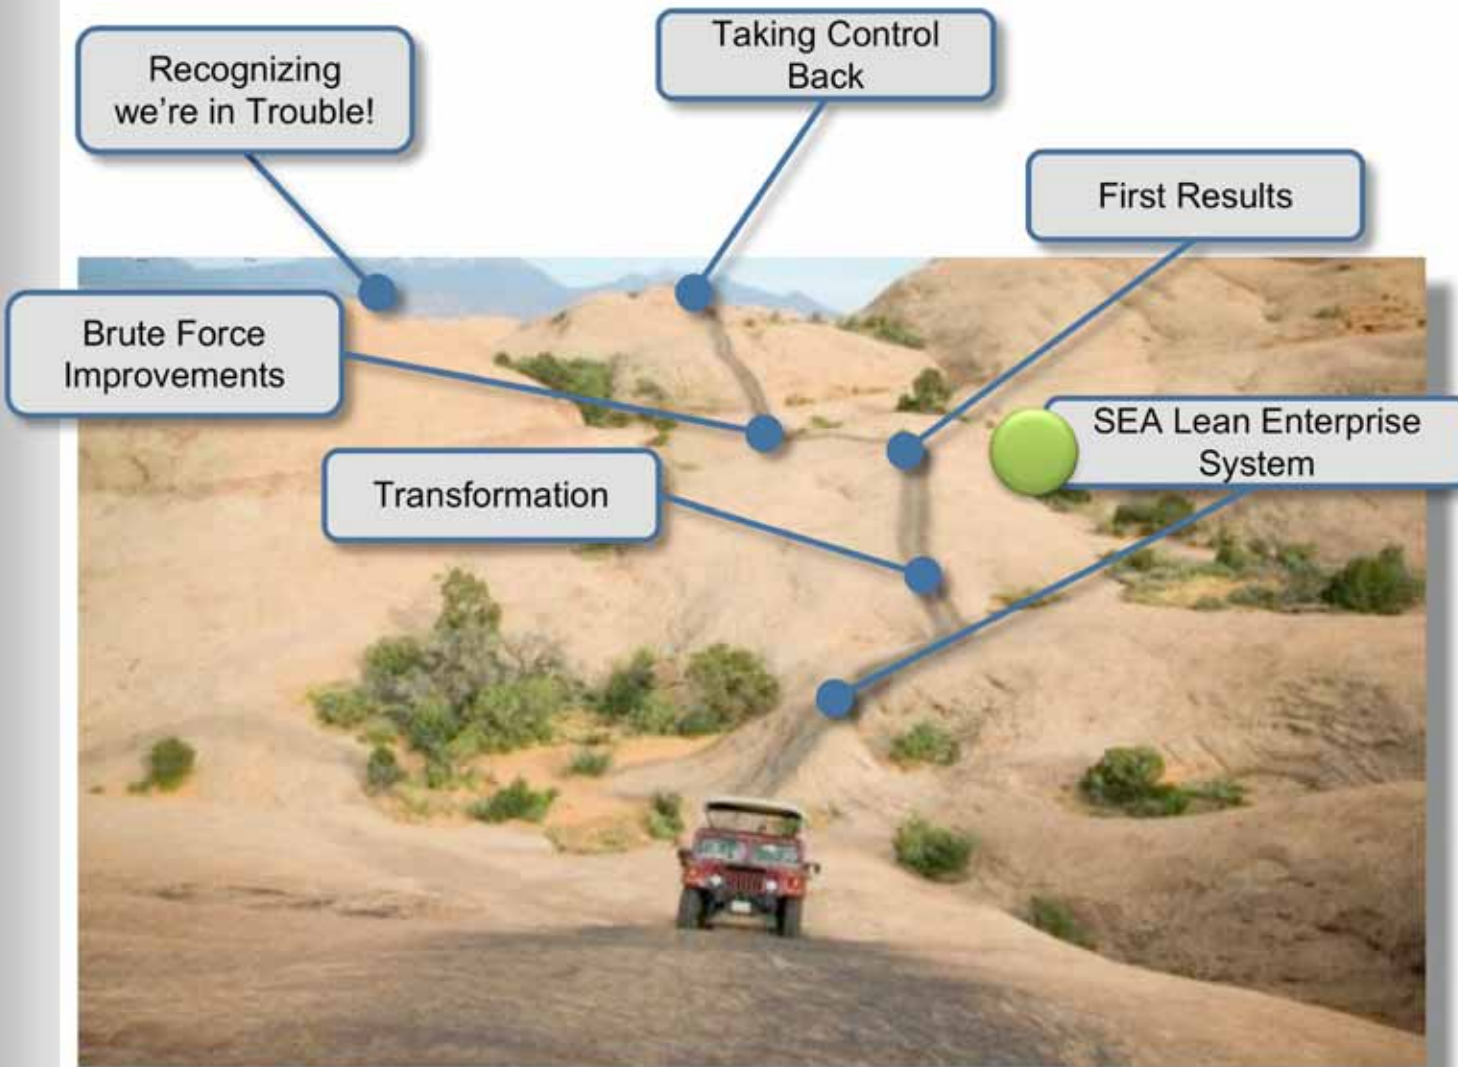 Recognizing
we're in Trouble!
Taking Control
Back
First Results
Brute Force
Improvements
SEA Lean Enterprise
System
Transformation